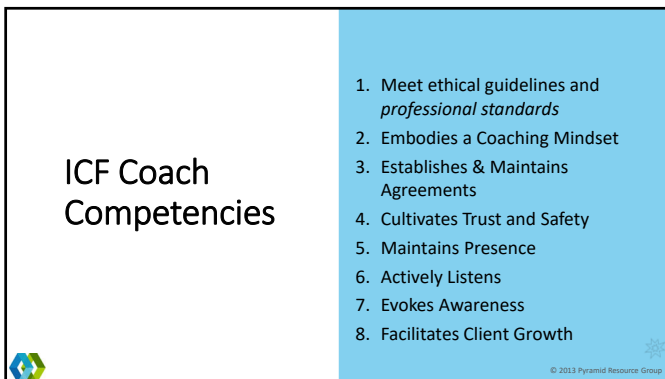 ICF Coach
Competencies
1. Meet ethical guidelines and
professional standards
2. Embodies a Coaching Mindset
3. Establishes & Maintains
Agreements
4. Cultivates Trust and Safety
5. Maintains Presence
6. Actively Listens
7. Evokes Awareness
8. Facilitates Client Growth
© 2013 Pyramid Resource Group